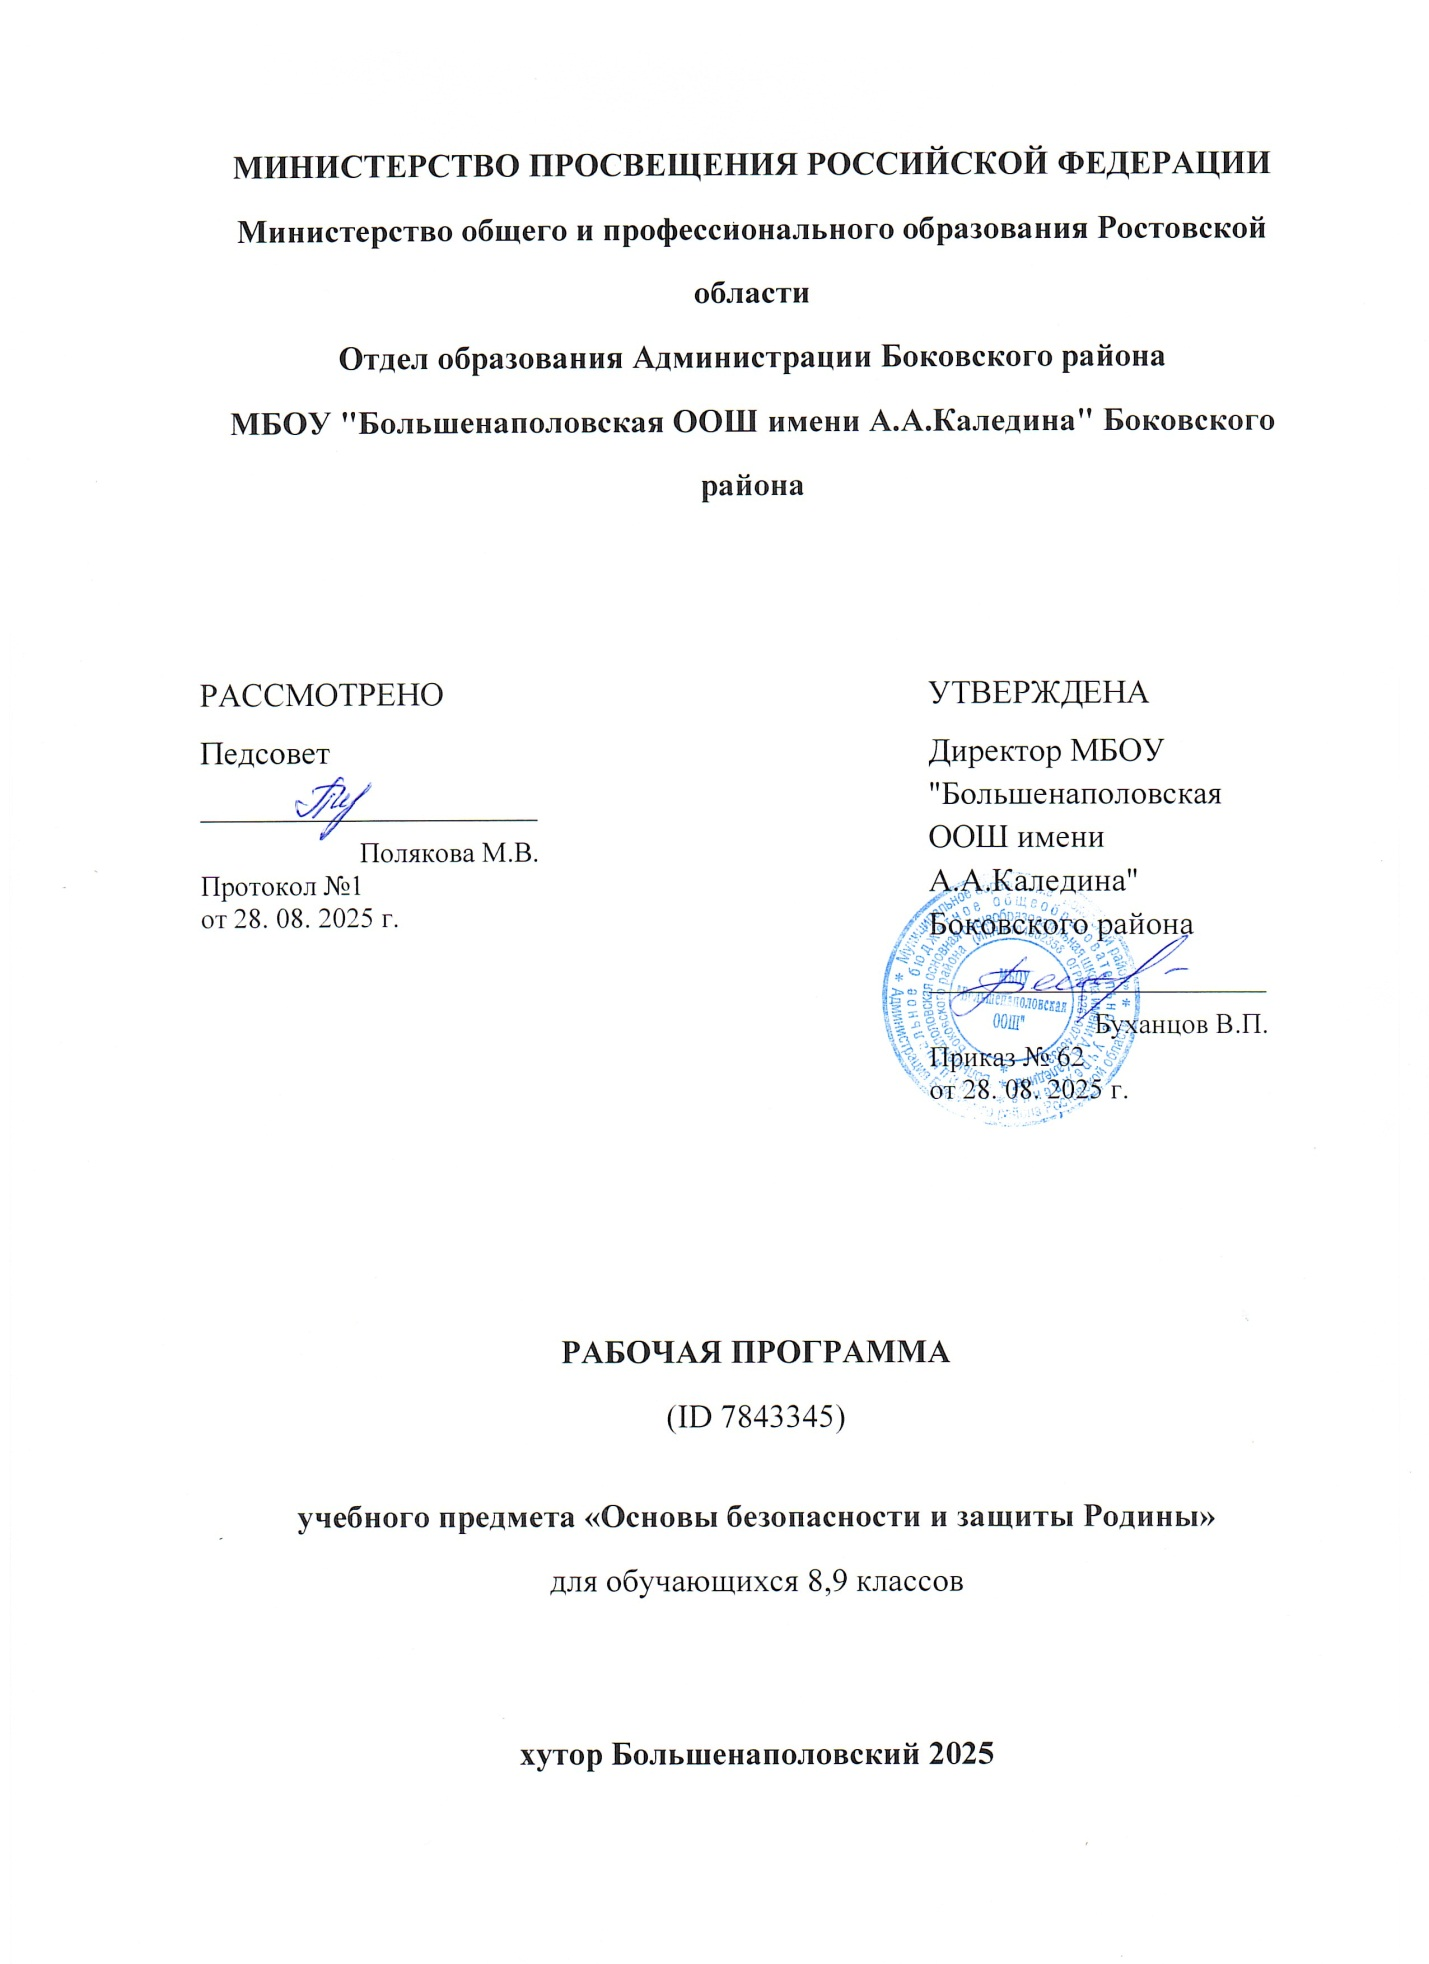 МИНИСТЕРСТВО ПРОСВЕЩЕНИЯ РОССИЙСКОЙ ФЕДЕРАЦИИ
Министерство общего и профессионального образования Ростовской
области
Отдел образования Администрации Боковского района
МБОУ "Большенаполовская ООШ имени А.А.Каледина" Боковского
района
РАССМОТРЕНО
Педсовет
Полякова М.В.
Протокол №1
от 28. 08. 2025 г.
УТВЕРЖДЕНА
Директор МБОУ
"Большенаполовская
ООШ имени
А.А.Каледина"
Боковского района
МБОУ
"Большенаполовская
ООШ"
Буханцов В.П.
Приказ № 62
от 28. 08. 2025 г.
РАБОЧАЯ ПРОГРАММА
(ID 7843345)
учебного предмета «Основы безопасности и защиты Родины»
для обучающихся 8,9 классов
хутор Большенаполовский 2025